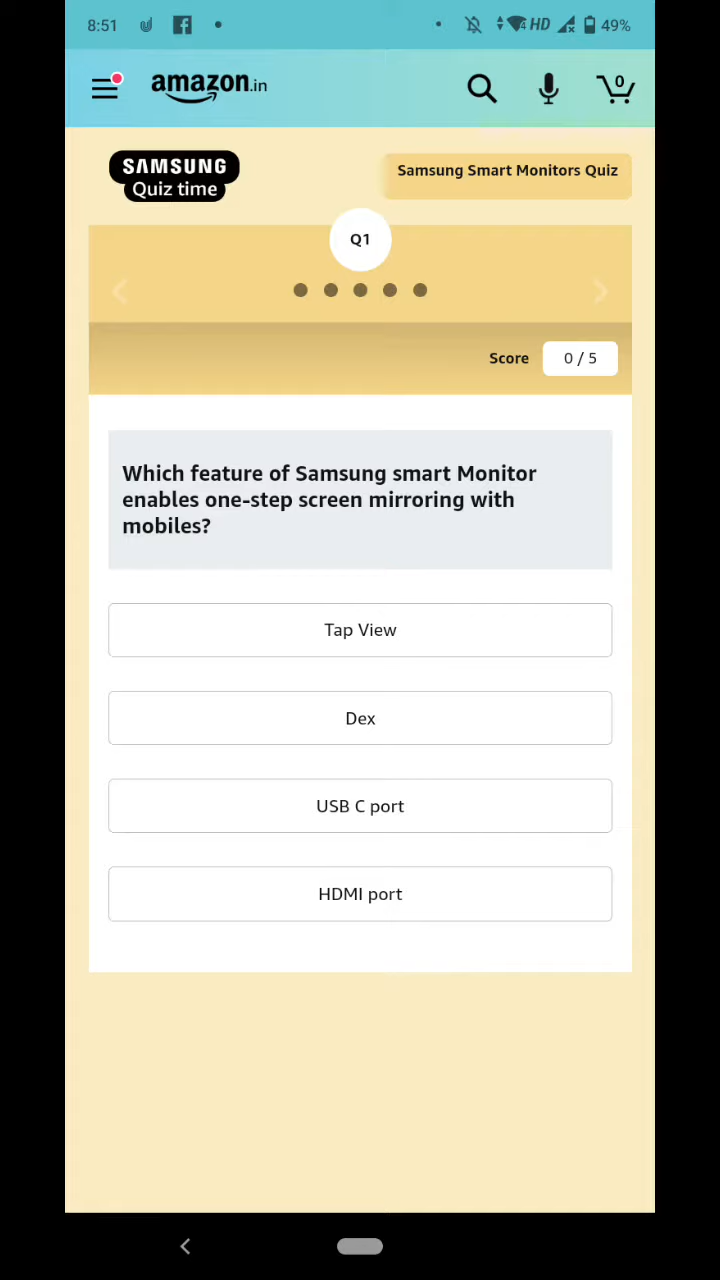 8:51 HD 49%
amazon.in 0
SAMSUNG
Quiz time
Samsung Smart Monitors Quiz
Q1
Score 0 / 5
Which feature of Samsung smart Monitor
enables one-step screen mirroring with
mobiles?
Tap View
Dex
USB C port
HDMI port